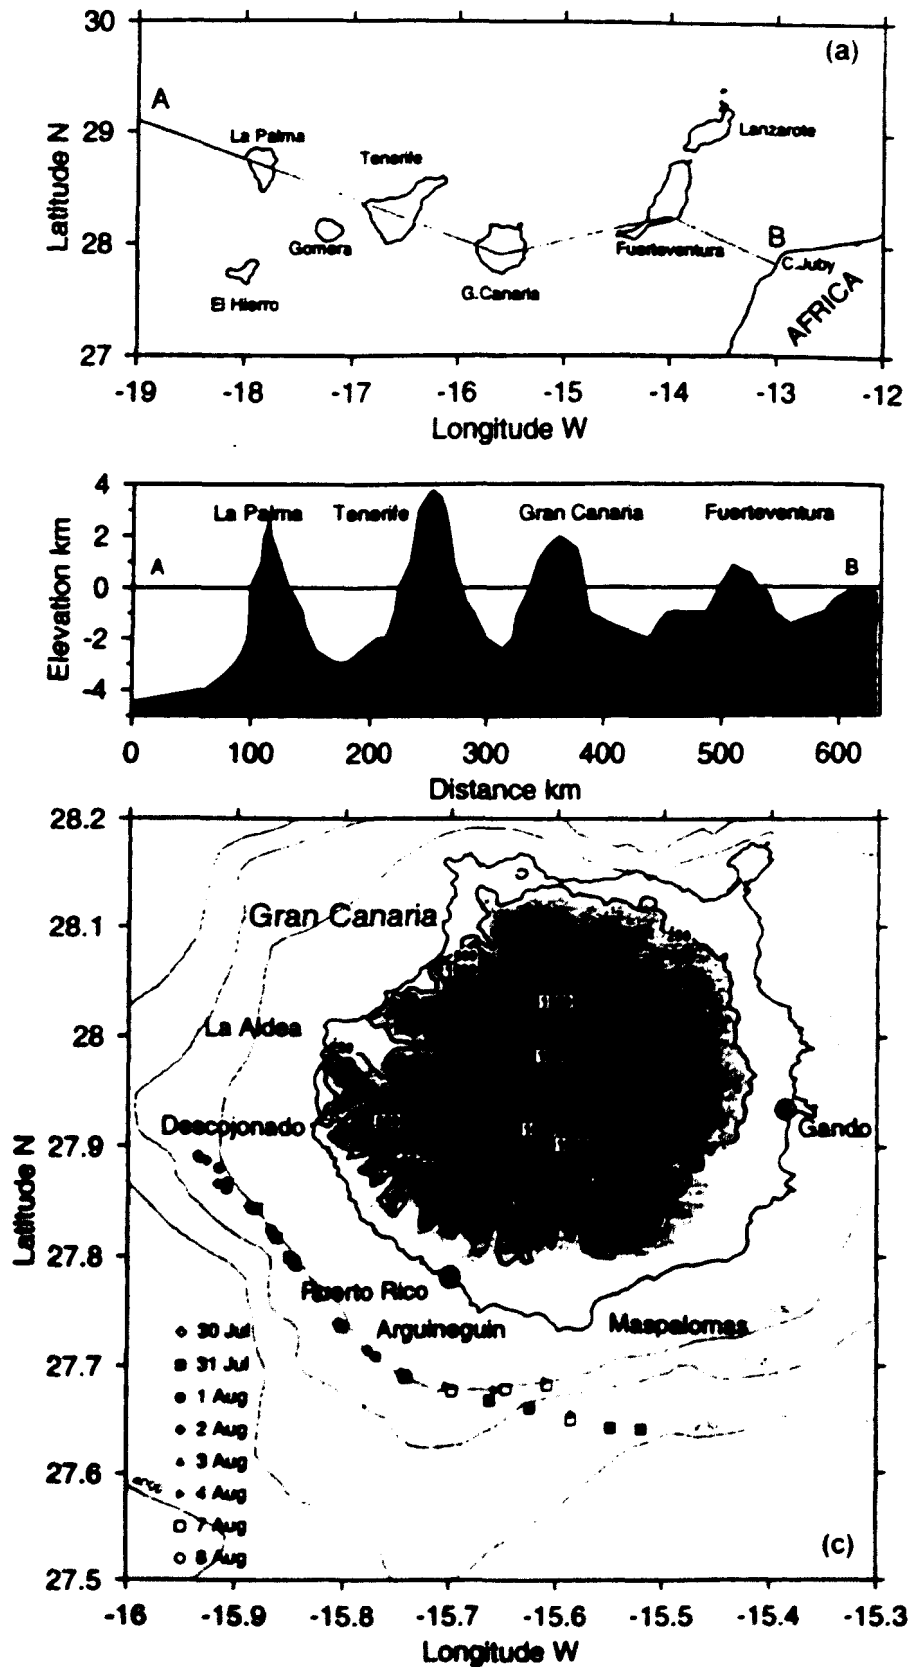 30
(a)
A
29
La Palma
Lanzarote
Tenerife
Latitude N
28
Gomera
Fuerteventura
B
C.Juby
El Hierro
G.Canaria
AFRICA
27
-19 -18 -17 -16 -15 -14 -13 -12
Longitude W
4
La Palma Tenerife Gran Canaria Fuerteventura
2
Elevation km
A B
0
-2
-4
0 100 200 300 400 500 600
Distance km
28.2
Gran Canaria
28.1
La Aldea
28
Descojonado
Gando
27.9
Latitude N
27.8
Puerto Rico
Arguineguin
Maspalomas
30 Jul
27.7
31 Jul
1 Aug
2 Aug
3 Aug
27.6
4 Aug
7 Aug
8 Aug
(c)
27.5
-16 -15.9 -15.8 -15.7 -15.6 -15.5 -15.4 -15.3
Longitude W